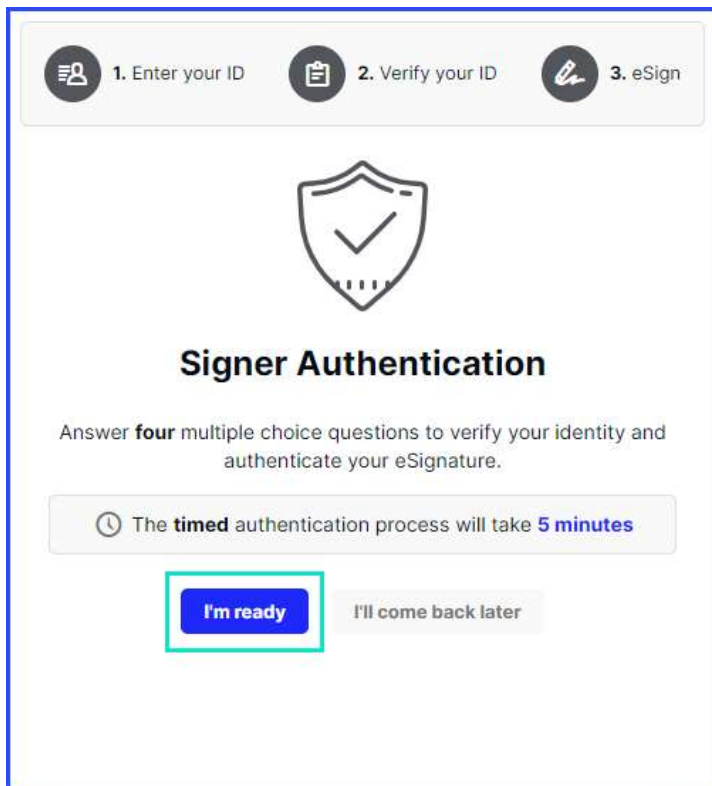 1. Enter your ID
2. Verify your ID
3. eSign
Signer Authentication
Answer four multiple choice questions to verify your identity and
authenticate your eSignature.
The timed authentication process will take 5 minutes
I'm ready
I'll come back later